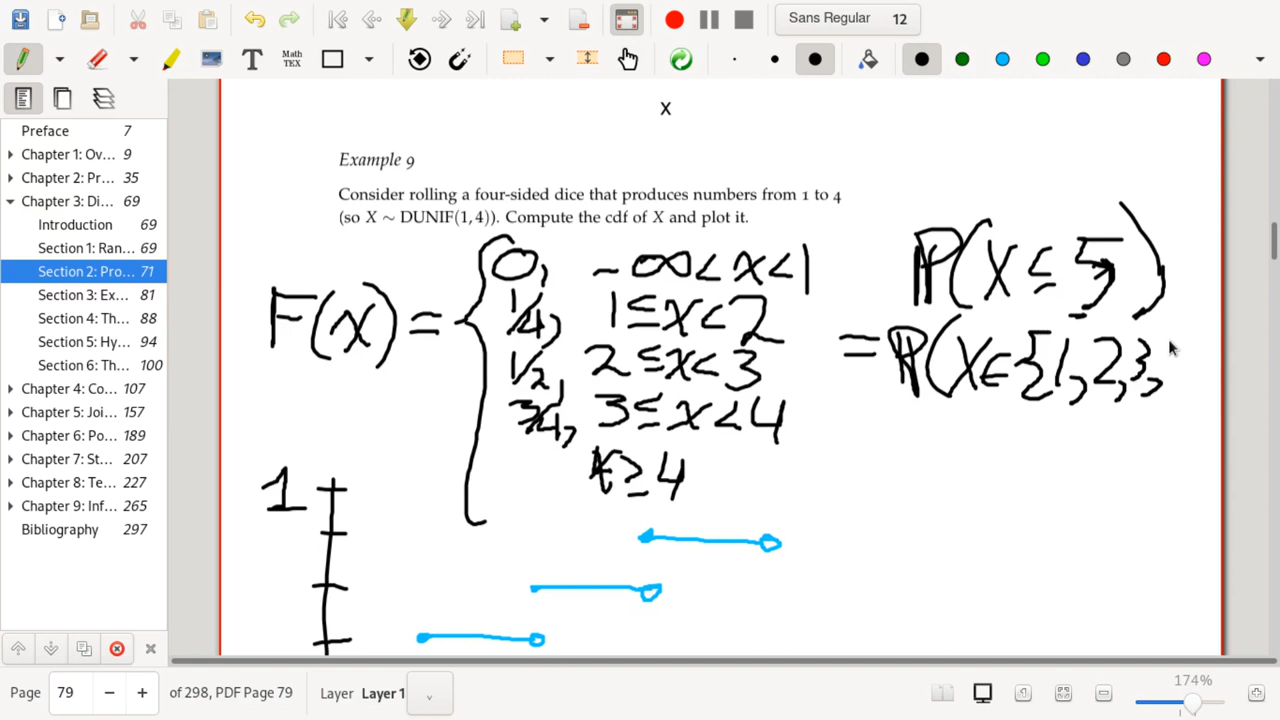 Sans Regular 12
T Math TEX
Preface 7
Chapter 1: Ov... 9
Chapter 2: Pr... 35
Chapter 3: Di... 69
Introduction 69
Section 1: Ran... 69
Section 2: Pro... 71
Section 3: Ex... 81
Section 4: Th... 88
Section 5: Hy... 94
Section 6: Th... 100
Chapter 4: Co... 107
Chapter 5: Joi... 157
Chapter 6: Po... 189
Chapter 7: St... 207
Chapter 8: Te... 227
Chapter 9: Inf... 265
Bibliography 297
x
Example 9
Consider rolling a four-sided dice that produces numbers from 1 to 4
(so X ∼ DUNIF(1, 4)). Compute the cdf of X and plot it.
F(x) = {
0, -∞ < x < 1
1/4, 1 ≤ x < 2
1/2, 2 ≤ x < 3
3/4, 3 ≤ x < 4
x ≥ 4
ℙ(X ≤ 5)
= ℙ(X ∈ {1, 2, 3,
1
Page 79 of 298, PDF Page 79
Layer Layer 1
174%